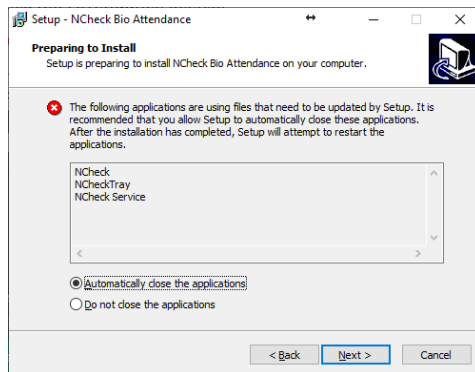 Setup - NCheck Bio Attendance
Preparing to Install
Setup is preparing to install NCheck Bio Attendance on your computer.
The following applications are using files that need to be updated by Setup. It is
recommended that you allow Setup to automatically close these applications.
After the installation has completed, Setup will attempt to restart the
applications.
NCheck
NCheckTray
NCheck Service
Automatically close the applications
Do not close the applications
< Back
Next >
Cancel